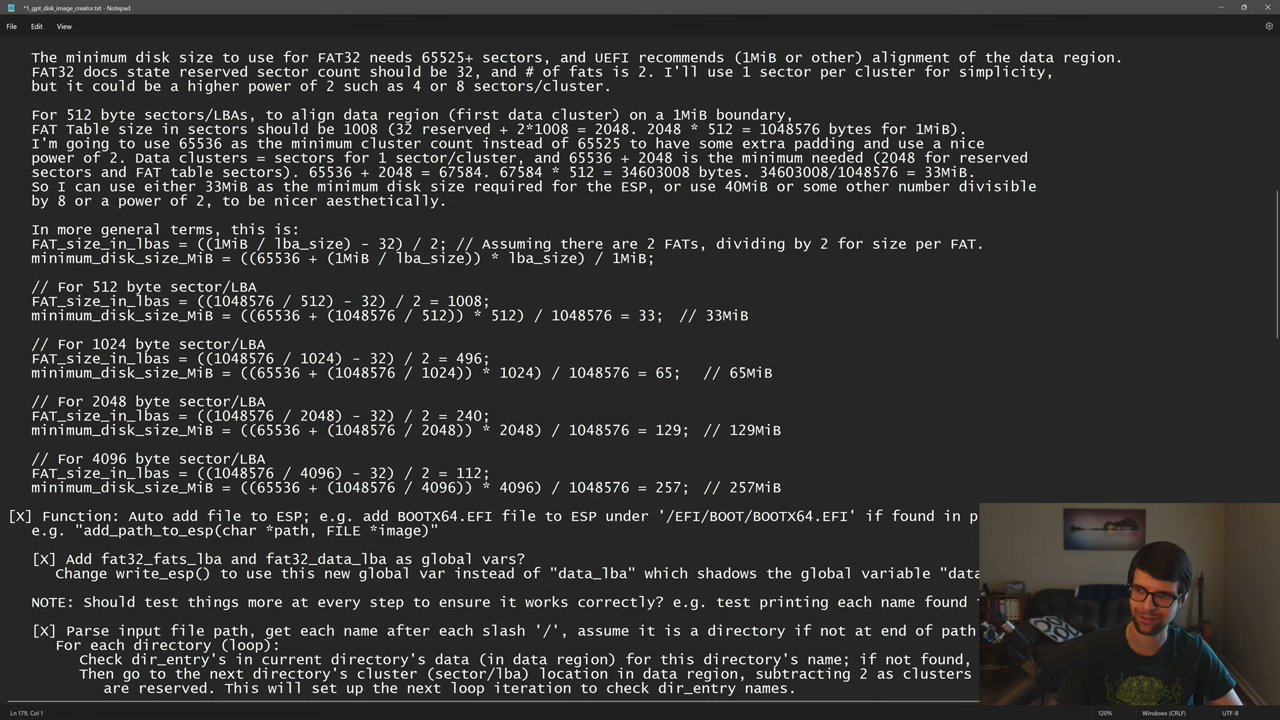 *1_gpt_disk_image_creator.txt - Notepad
File Edit View
The minimum disk size to use for FAT32 needs 65525+ sectors, and UEFI recommends (1MiB or other) alignment of the data region.
FAT32 docs state reserved sector count should be 32, and # of fats is 2. I'll use 1 sector per cluster for simplicity,
but it could be a higher power of 2 such as 4 or 8 sectors/cluster.
For 512 byte sectors/LBAs, to align data region (first data cluster) on a 1MiB boundary,
FAT Table size in sectors should be 1008 (32 reserved + 2*1008 = 2048. 2048 * 512 = 1048576 bytes for 1MiB).
I'm going to use 65536 as the minimum cluster count instead of 65525 to have some extra padding and use a nice
power of 2. Data clusters = sectors for 1 sector/cluster, and 65536 + 2048 is the minimum needed (2048 for reserved
sectors and FAT table sectors). 65536 + 2048 = 67584. 67584 * 512 = 34603008 bytes. 34603008/1048576 = 33MiB.
So I can use either 33MiB as the minimum disk size required for the ESP, or use 40MiB or some other number divisible
by 8 or a power of 2, to be nicer aesthetically.
In more general terms, this is:
FAT_size_in_lbas = ((1MiB / lba_size) - 32) / 2; // Assuming there are 2 FATs, dividing by 2 for size per FAT.
minimum_disk_size_MiB = ((65536 + (1MiB / lba_size)) * lba_size) / 1MiB;
// For 512 byte sector/LBA
FAT_size_in_lbas = ((1048576 / 512) - 32) / 2 = 1008;
minimum_disk_size_MiB = ((65536 + (1048576 / 512)) * 512) / 1048576 = 33; // 33MiB
// For 1024 byte sector/LBA
FAT_size_in_lbas = ((1048576 / 1024) - 32) / 2 = 496;
minimum_disk_size_MiB = ((65536 + (1048576 / 1024)) * 1024) / 1048576 = 65; // 65MiB
// For 2048 byte sector/LBA
FAT_size_in_lbas = ((1048576 / 2048) - 32) / 2 = 240;
minimum_disk_size_MiB = ((65536 + (1048576 / 2048)) * 2048) / 1048576 = 129; // 129MiB
// For 4096 byte sector/LBA
FAT_size_in_lbas = ((1048576 / 4096) - 32) / 2 = 112;
minimum_disk_size_MiB = ((65536 + (1048576 / 4096)) * 4096) / 1048576 = 257; // 257MiB
[X] Function: Auto add file to ESP; e.g. add BOOTX64.EFI file to ESP under '/EFI/BOOT/BOOTX64.EFI' if found in p
e.g. "add_path_to_esp(char *path, FILE *image)"
[X] Add fat32_fats_lba and fat32_data_lba as global vars?
Change write_esp() to use this new global var instead of "data_lba" which shadows the global variable "data
NOTE: Should test things more at every step to ensure it works correctly? e.g. test printing each name found
[X] Parse input file path, get each name after each slash '/', assume it is a directory if not at end of path
For each directory (loop):
Check dir_entry's in current directory's data (in data region) for this directory's name; if not found,
Then go to the next directory's cluster (sector/lba) location in data region, subtracting 2 as clusters
are reserved. This will set up the next loop iteration to check dir_entry names.
Ln 179, Col 1 120% Windows (CRLF) UTF-8